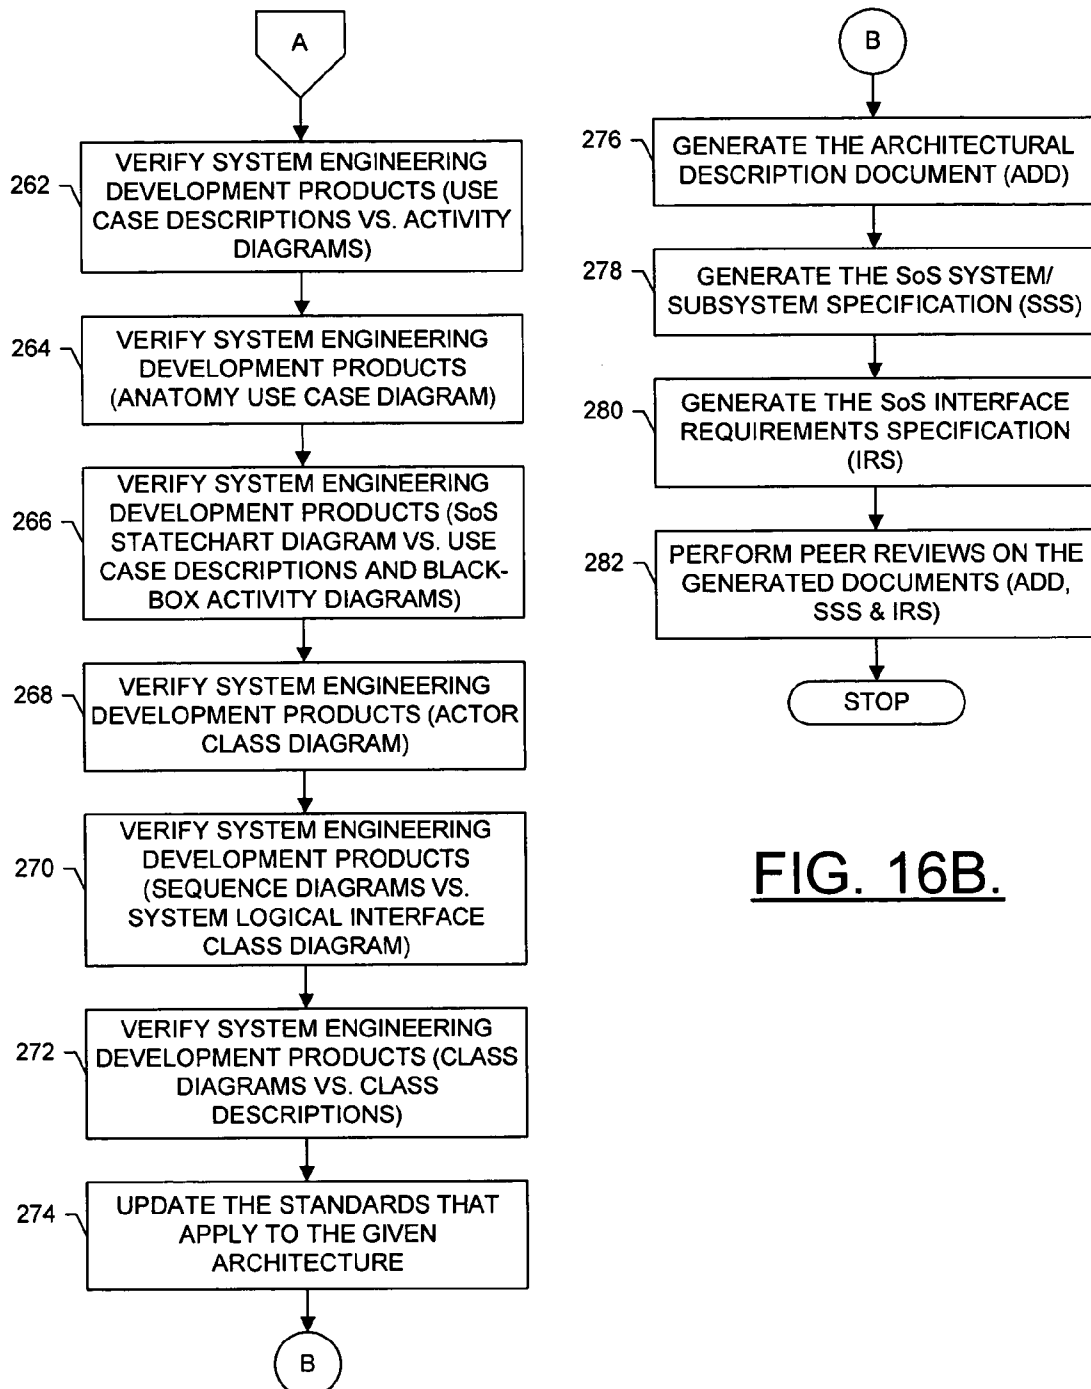 A
262
VERIFY SYSTEM ENGINEERING
DEVELOPMENT PRODUCTS (USE
CASE DESCRIPTIONS VS. ACTIVITY
DIAGRAMS)
264
VERIFY SYSTEM ENGINEERING
DEVELOPMENT PRODUCTS
(ANATOMY USE CASE DIAGRAM)
266
VERIFY SYSTEM ENGINEERING
DEVELOPMENT PRODUCTS (SoS
STATECHART DIAGRAM VS. USE
CASE DESCRIPTIONS AND BLACK-
BOX ACTIVITY DIAGRAMS)
268
VERIFY SYSTEM ENGINEERING
DEVELOPMENT PRODUCTS (ACTOR
CLASS DIAGRAM)
270
VERIFY SYSTEM ENGINEERING
DEVELOPMENT PRODUCTS
(SEQUENCE DIAGRAMS VS.
SYSTEM LOGICAL INTERFACE
CLASS DIAGRAM)
272
VERIFY SYSTEM ENGINEERING
DEVELOPMENT PRODUCTS (CLASS
DIAGRAMS VS. CLASS
DESCRIPTIONS)
274
UPDATE THE STANDARDS THAT
APPLY TO THE GIVEN
ARCHITECTURE
B
B
276
GENERATE THE ARCHITECTURAL
DESCRIPTION DOCUMENT (ADD)
278
GENERATE THE SoS SYSTEM/
SUBSYSTEM SPECIFICATION (SSS)
280
GENERATE THE SoS INTERFACE
REQUIREMENTS SPECIFICATION
(IRS)
282
PERFORM PEER REVIEWS ON THE
GENERATED DOCUMENTS (ADD,
SSS & IRS)
STOP
FIG. 16B.